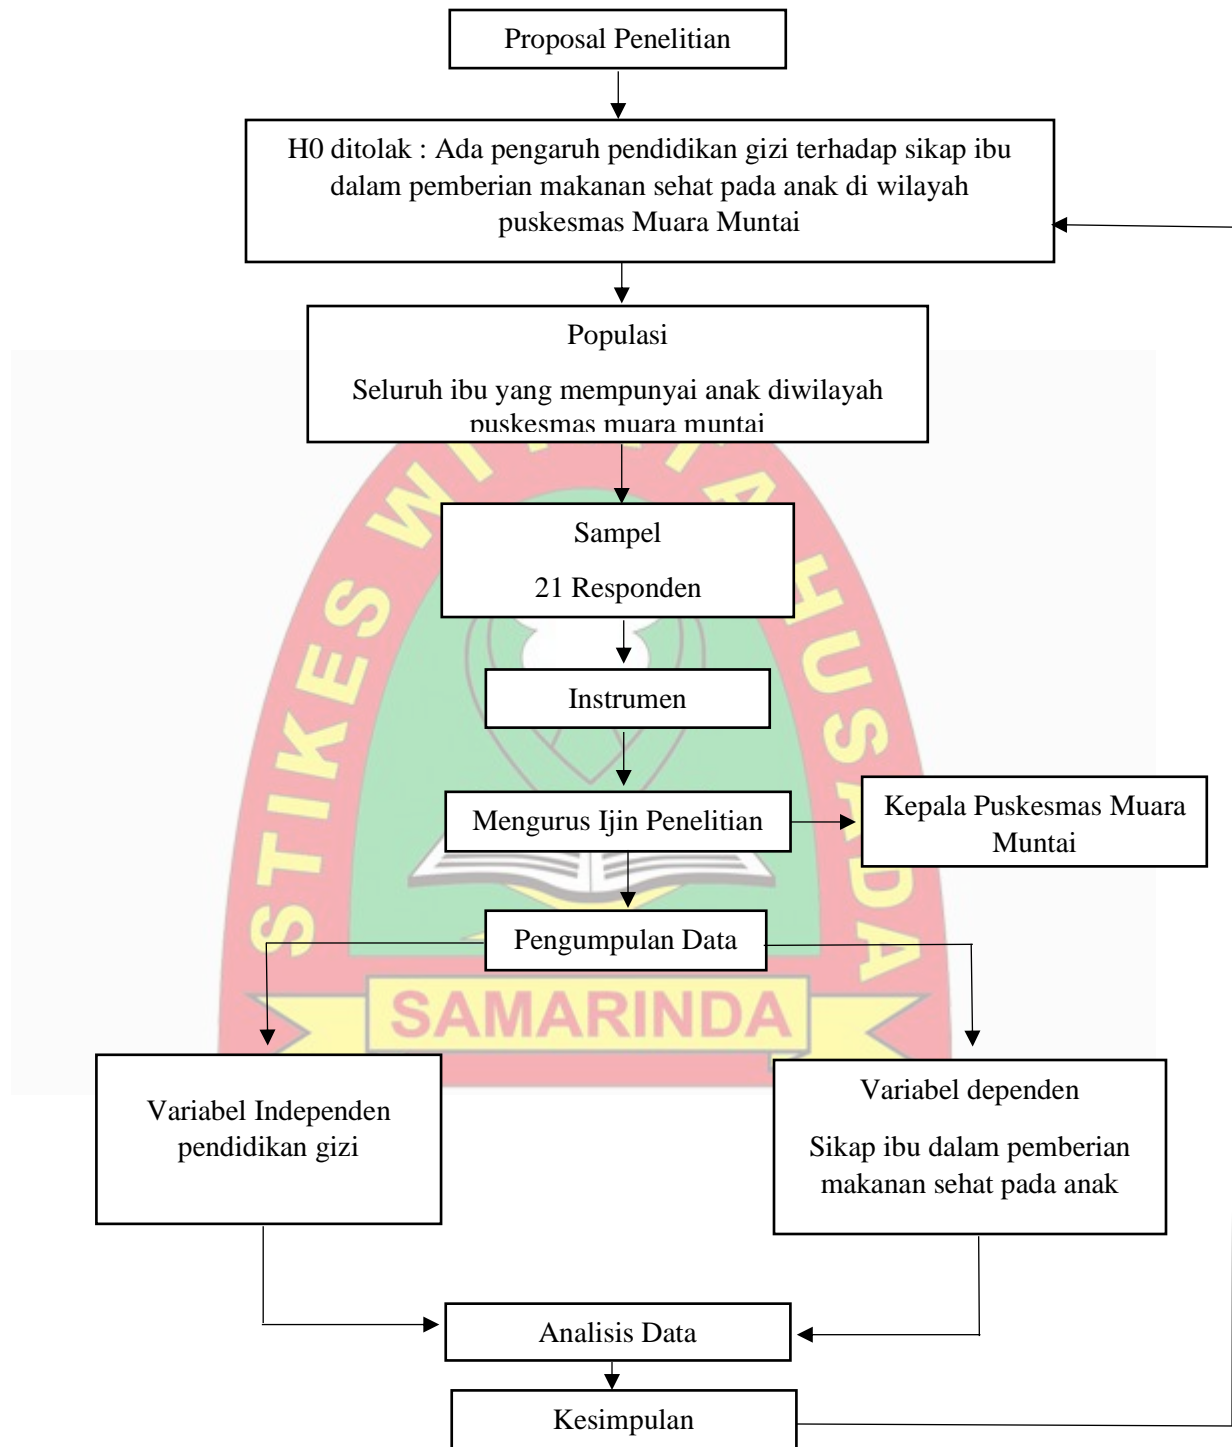 Proposal Penelitian
H0 ditolak : Ada pengaruh pendidikan gizi terhadap sikap ibu
dalam pemberian makanan sehat pada anak di wilayah
puskesmas Muara Muntai
Populasi
Seluruh ibu yang mempunyai anak diwilayah
puskesmas muara muntai
Sampel
21 Responden
Instrumen
Mengurus Ijin Penelitian
Kepala Puskesmas Muara
Muntai
Pengumpulan Data
Variabel Independen
pendidikan gizi
Variabel dependen
Sikap ibu dalam pemberian
makanan sehat pada anak
Analisis Data
Kesimpulan
STIKES
HUSADA
SAMARINDA